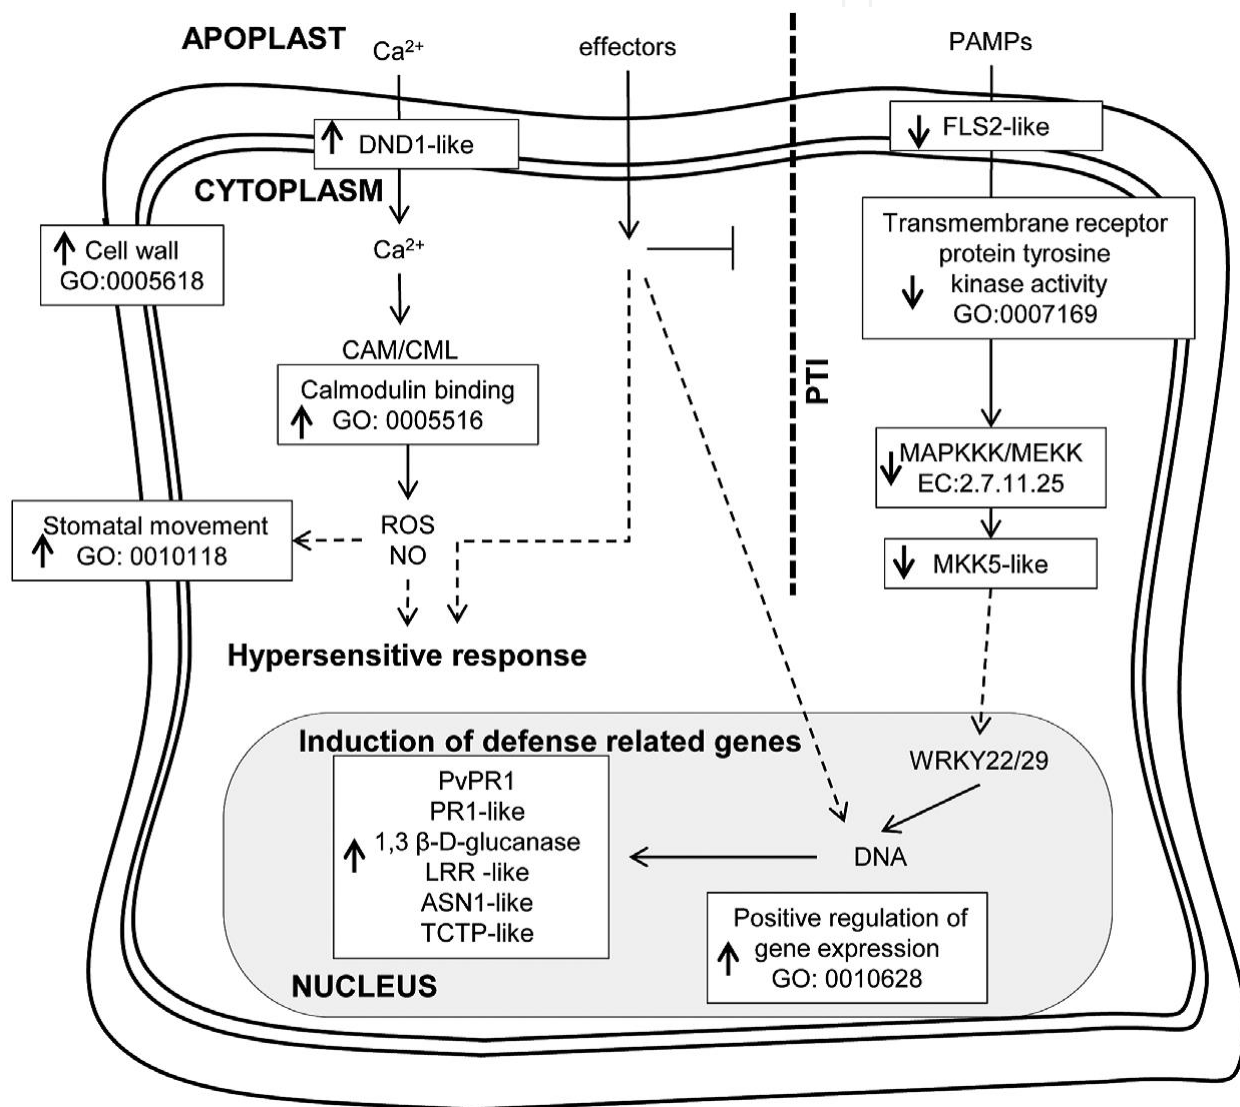 APOPLAST
Ca²⁺
effectors
PAMPs
DND1-like
FLS2-like
CYTOPLASM
Cell wall
GO:0005618
Ca²⁺
Transmembrane receptor
protein tyrosine
kinase activity
GO:0007169
CAM/CML
Calmodulin binding
GO: 0005516
PTI
MAPKKK/MEKK
EC:2.7.11.25
Stomatal movement
GO: 0010118
ROS
NO
MKK5-like
Hypersensitive response
Induction of defense related genes
PvPR1
PR1-like
1,3 β-D-glucanase
LRR -like
ASN1-like
TCTP-like
WRKY22/29
DNA
Positive regulation of
gene expression
GO: 0010628
NUCLEUS